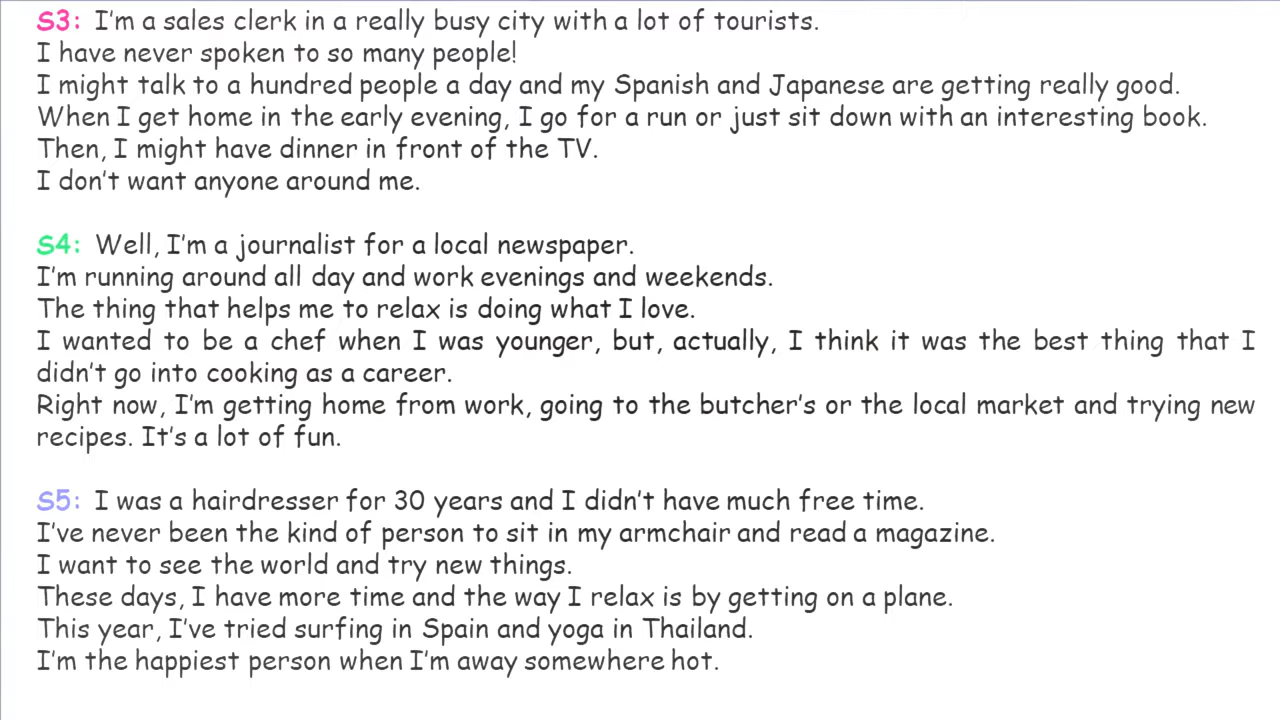 S3: I'm a sales clerk in a really busy city with a lot of tourists.
I have never spoken to so many people!
I might talk to a hundred people a day and my Spanish and Japanese are getting really good.
When I get home in the early evening, I go for a run or just sit down with an interesting book.
Then, I might have dinner in front of the TV.
I don't want anyone around me.
S4: Well, I'm a journalist for a local newspaper.
I'm running around all day and work evenings and weekends.
The thing that helps me to relax is doing what I love.
I wanted to be a chef when I was younger, but, actually, I think it was the best thing that I
didn't go into cooking as a career.
Right now, I'm getting home from work, going to the butcher's or the local market and trying new
recipes. It's a lot of fun.
S5: I was a hairdresser for 30 years and I didn't have much free time.
I've never been the kind of person to sit in my armchair and read a magazine.
I want to see the world and try new things.
These days, I have more time and the way I relax is by getting on a plane.
This year, I've tried surfing in Spain and yoga in Thailand.
I'm the happiest person when I'm away somewhere hot.